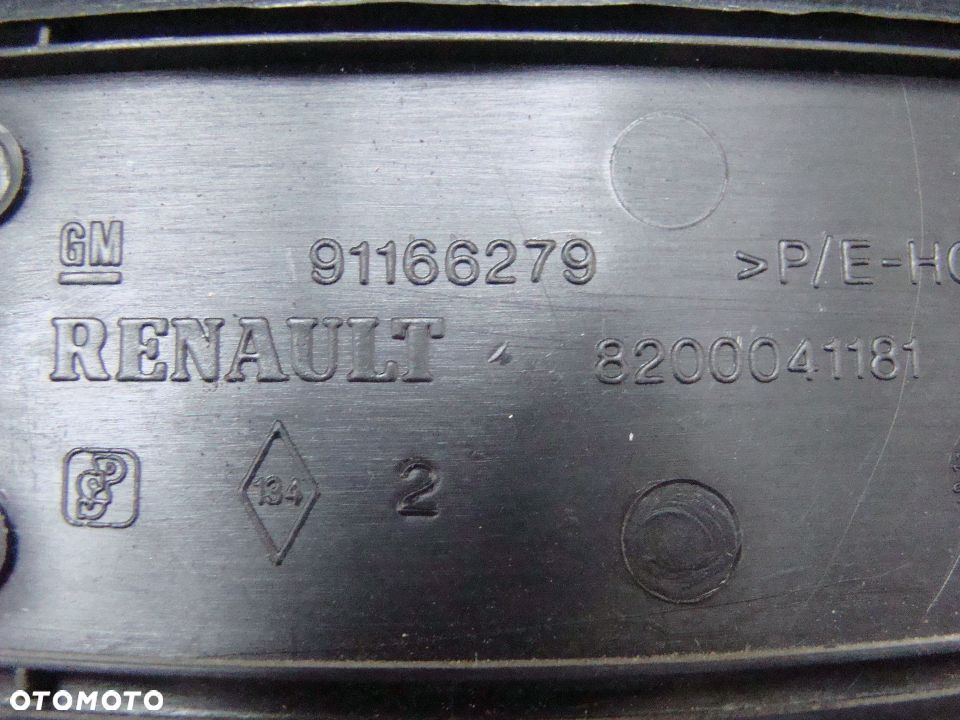 GM 91166279 >P/E-H
RENAULT 8200041181
134 2
OTOMOTO